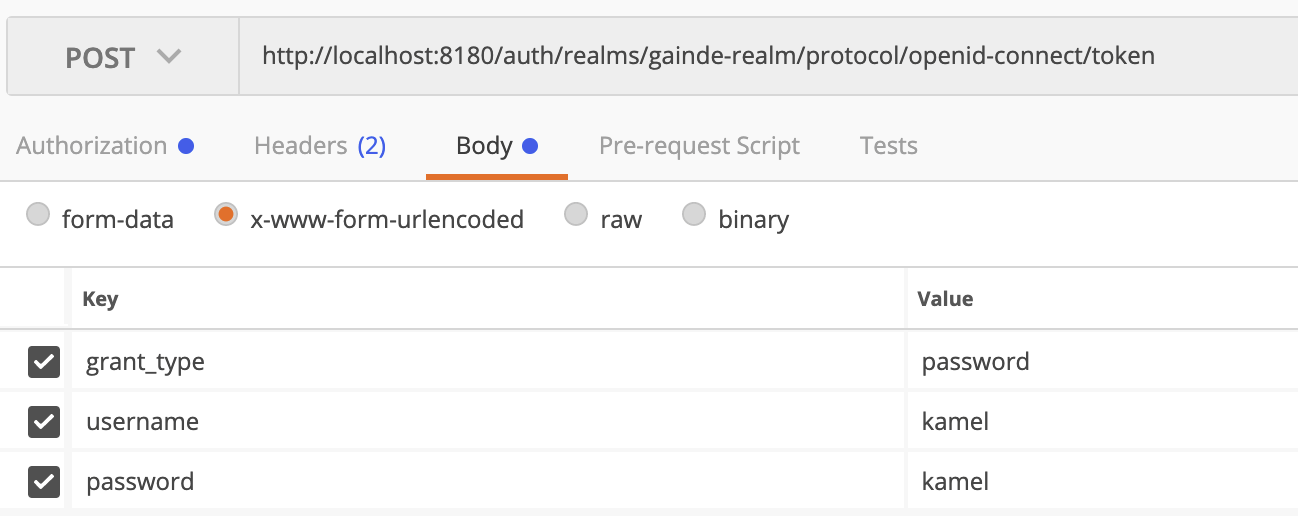 POST http://localhost:8180/auth/realms/gainde-realm/protocol/openid-connect/token
Authorization Headers (2) Body Pre-request Script Tests
form-data x-www-form-urlencoded raw binary
Key Value
grant_type password
username kamel
password kamel